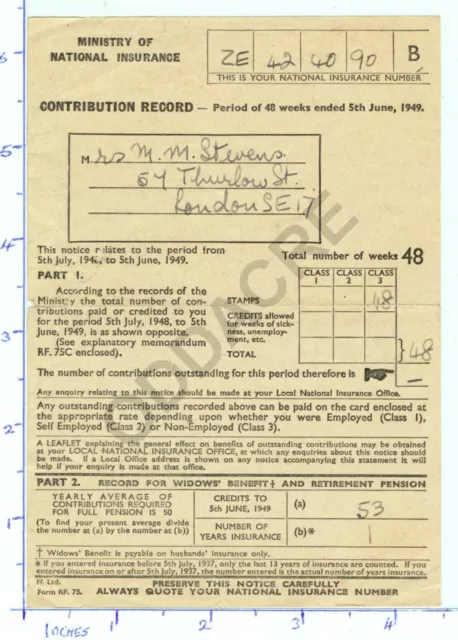 MINISTRY OF
NATIONAL INSURANCE
ZE 42 40 90 B
THIS IS YOUR NATIONAL INSURANCE NUMBER
CONTRIBUTION RECORD — Period of 48 weeks ended 5th June, 1949.
Mrs M. M. Stevens
57 Thurlow St.
London SE17
This notice relates to the period from
5th July, 1948, to 5th June, 1949.
Total number of weeks 48
PART 1.
According to the records of the
Ministry the total number of con-
tributions paid or credited to you
for the period 5th July, 1948, to 5th
June, 1949, is as shown opposite.
(See explanatory memorandum
RF. 75C enclosed).
CLASS 1 CLASS 2 CLASS 3
STAMPS 48
CREDITS allowed
for weeks of sick-
ness, unemploy-
ment, etc.
TOTAL } 48
The number of contributions outstanding for this period therefore is —
Any enquiry relating to this notice should be made at your Local National Insurance Office.
Any outstanding contributions recorded above can be paid on the card enclosed at
the appropriate rate depending upon whether you were Employed (Class 1),
Self Employed (Class 2) or Non-Employed (Class 3).
A LEAFLET explaining the general effect on benefits of outstanding contributions may be obtained
at your LOCAL NATIONAL INSURANCE OFFICE, at which any enquiries about this notice should
be made. If a Local Office address is shown on any notice accompanying this statement it will
help if your enquiry is made at that office.
PART 2. RECORD FOR WIDOWS' BENEFIT† AND RETIREMENT PENSION
YEARLY AVERAGE OF
CONTRIBUTIONS REQUIRED
FOR FULL PENSION IS 50
(To find your present average divide
the number at (a) by the number at (b))
CREDITS TO
5th JUNE, 1949
(a) 53
NUMBER OF
YEARS INSURANCE
(b)* 1
† Widows' Benefit is payable on husbands' insurance only.
* If you entered insurance before 5th July, 1937, only the last 13 years of insurance are counted. If you
entered insurance on or after 5th July, 1937, the number entered is the actual number of years insurance.
Pl. Ltd.
Form RF. 75.
PRESERVE THIS NOTICE CAREFULLY
ALWAYS QUOTE YOUR NATIONAL INSURANCE NUMBER
ODDACRE
6
5
4
3
2
1
INCHES 1 2 3 4